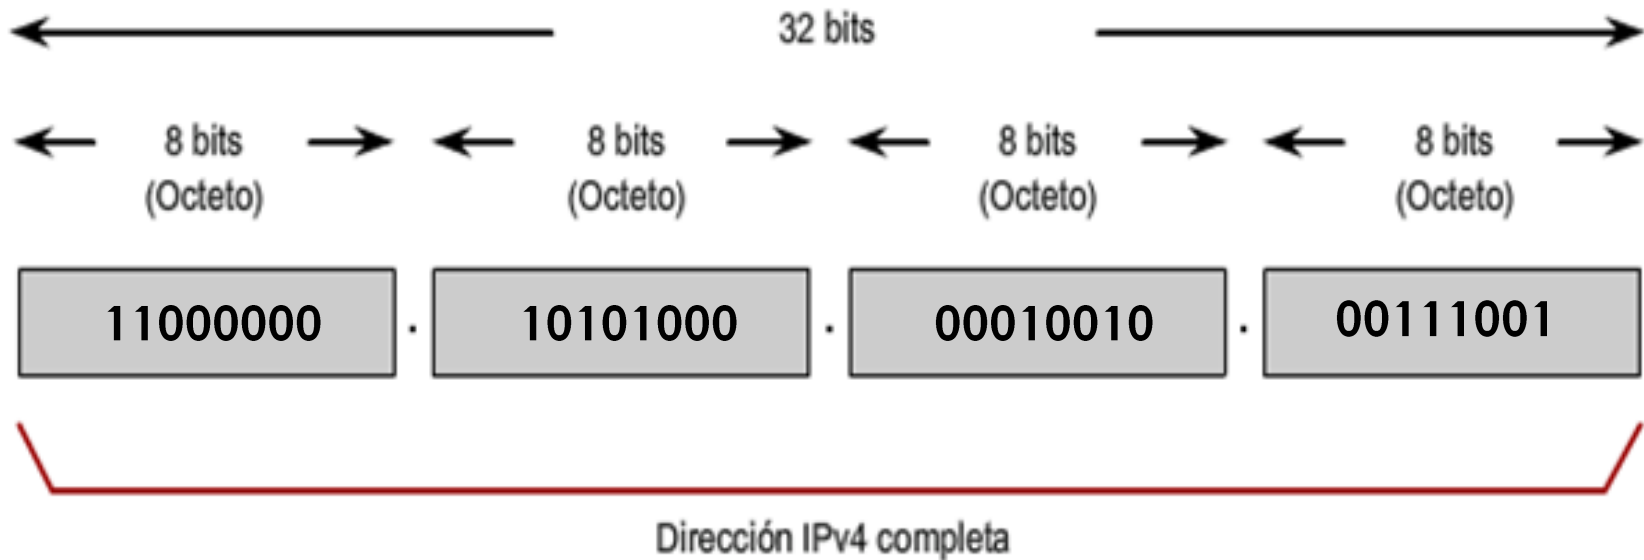 32 bits
8 bits 8 bits 8 bits 8 bits
(Octeto) (Octeto) (Octeto) (Octeto)
11000000 . 10101000 . 00010010 . 00111001
Dirección IPv4 completa